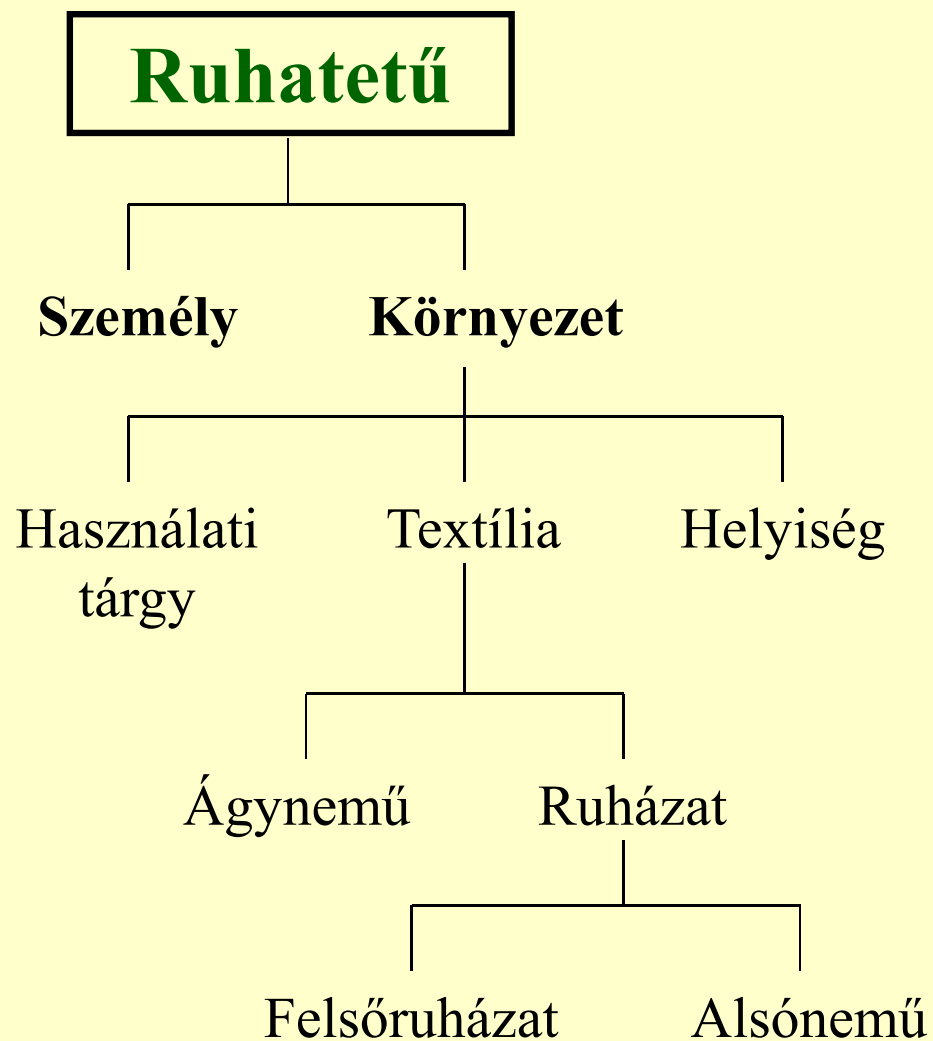 Ruhatetű
Személy Környezet
Használati Textília Helyiség
tárgy
Ágynemű Ruházat
Felsőruházat Alsónemű